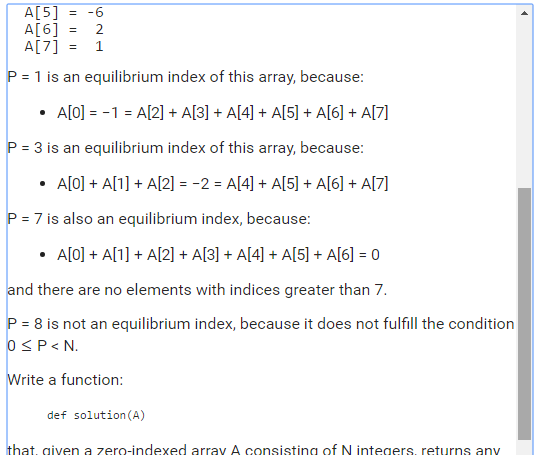 A[5] = -6
A[6] = 2
A[7] = 1
P = 1 is an equilibrium index of this array, because:
• A[0] = −1 = A[2] + A[3] + A[4] + A[5] + A[6] + A[7]
P = 3 is an equilibrium index of this array, because:
• A[0] + A[1] + A[2] = −2 = A[4] + A[5] + A[6] + A[7]
P = 7 is also an equilibrium index, because:
• A[0] + A[1] + A[2] + A[3] + A[4] + A[5] + A[6] = 0
and there are no elements with indices greater than 7.
P = 8 is not an equilibrium index, because it does not fulfill the condition
0 ≤ P < N.
Write a function:
def solution(A)
that, given a zero-indexed array A consisting of N integers, returns any